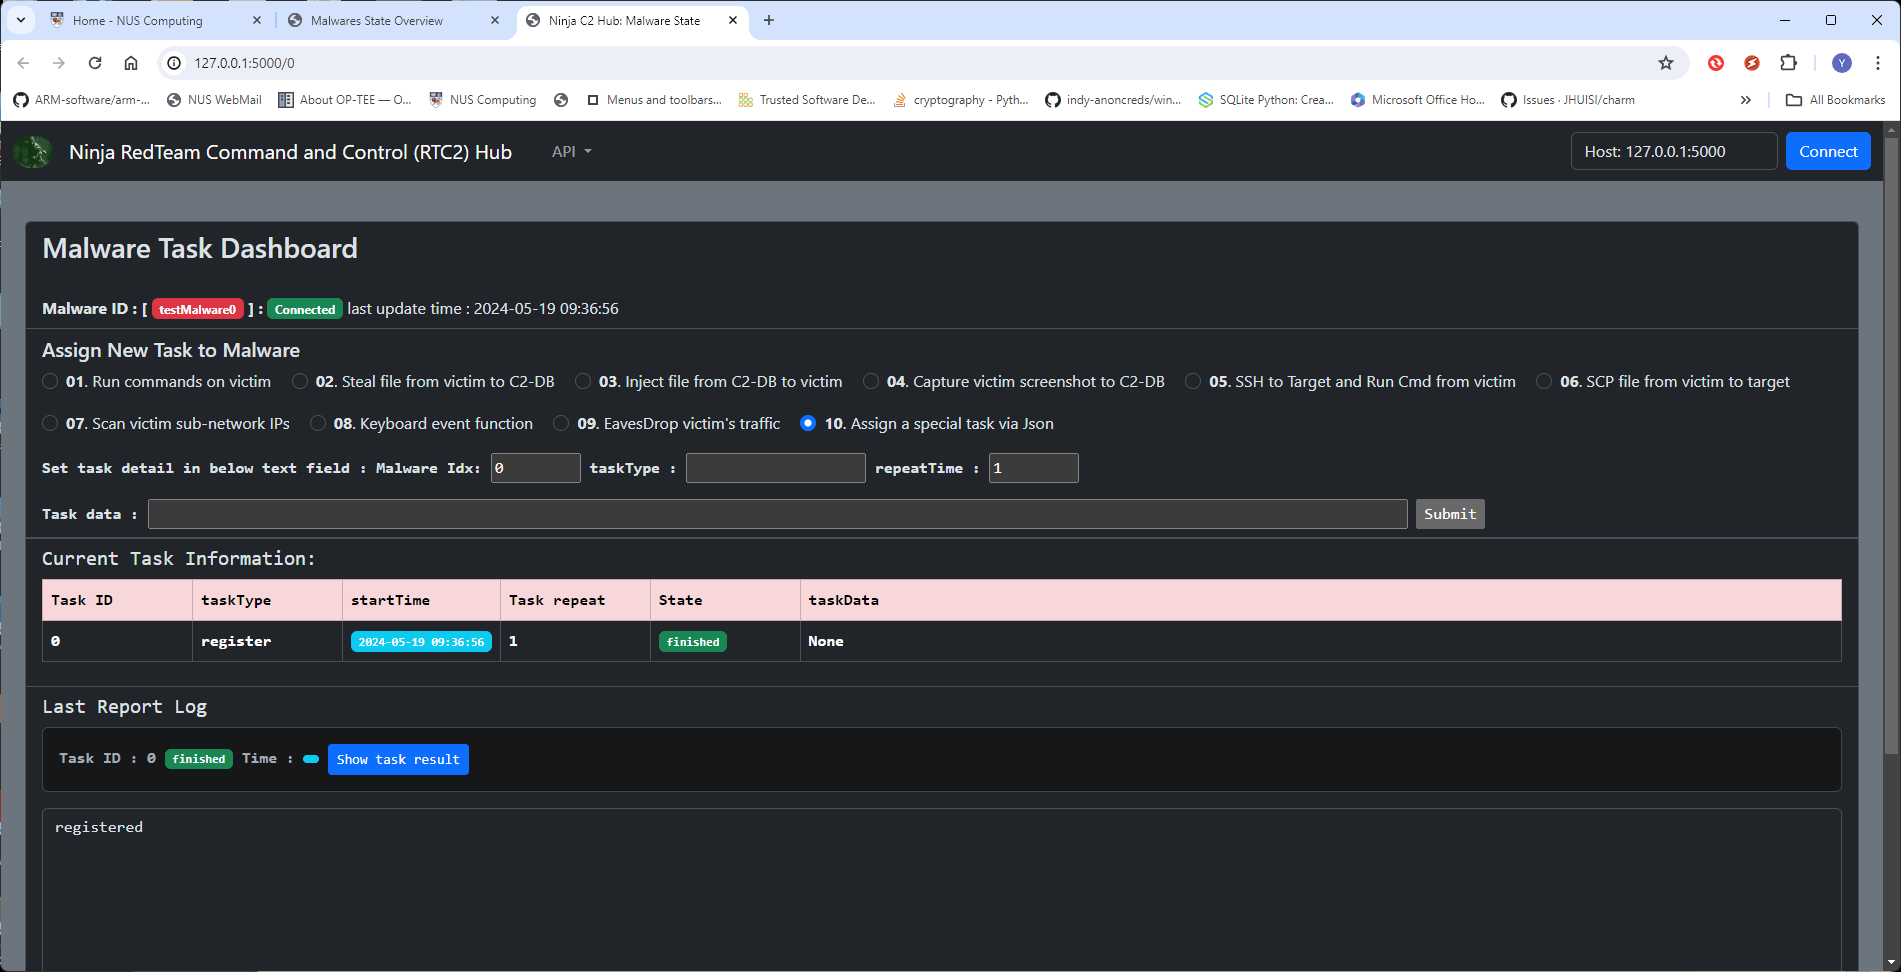 Home - NUS Computing
Malwares State Overview
Ninja C2 Hub: Malware State
127.0.0.1:5000/0
ARM-software/arm-...
NUS WebMail
About OP-TEE — O...
NUS Computing
Menus and toolbars...
Trusted Software De...
cryptography - Pyth...
indy-anoncreds/win...
SQLite Python: Crea...
Microsoft Office Ho...
Issues · JHUISI/charm
All Bookmarks
Y
Ninja RedTeam Command and Control (RTC2) Hub
API
Host: 127.0.0.1:5000
Connect
Malware Task Dashboard
Malware ID : [ testMalware0 ] : Connected last update time : 2024-05-19 09:36:56
Assign New Task to Malware
01. Run commands on victim 02. Steal file from victim to C2-DB 03. Inject file from C2-DB to victim 04. Capture victim screenshot to C2-DB 05. SSH to Target and Run Cmd from victim 06. SCP file from victim to target
07. Scan victim sub-network IPs 08. Keyboard event function 09. EavesDrop victim's traffic 10. Assign a special task via Json
Set task detail in below text field : Malware Idx: 0 taskType : repeatTime : 1
Task data : Submit
Current Task Information:
Task ID taskType startTime Task repeat State taskData
0 register 2024-05-19 09:36:56 1 finished None
Last Report Log
Task ID : 0 finished Time : Show task result
registered